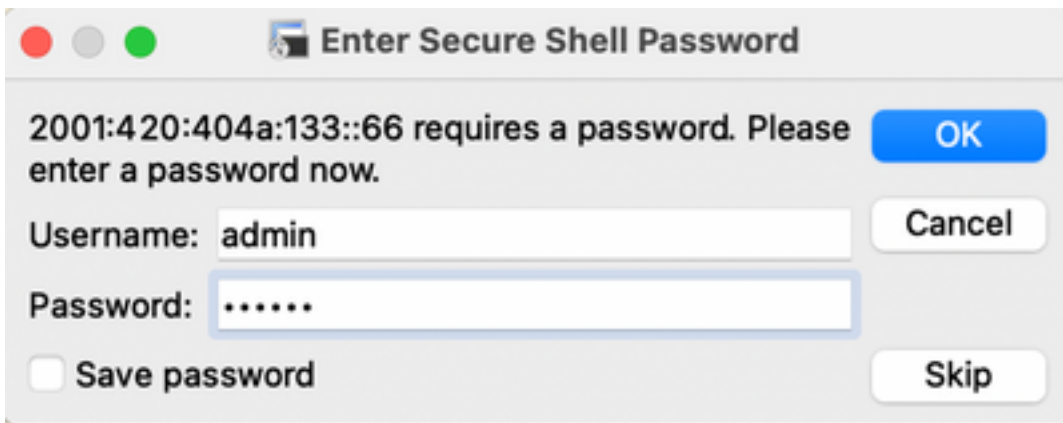 Enter Secure Shell Password
2001:420:404a:133::66 requires a password. Please
enter a password now.
OK
Username: admin
Cancel
Password: ••••••
Save password
Skip